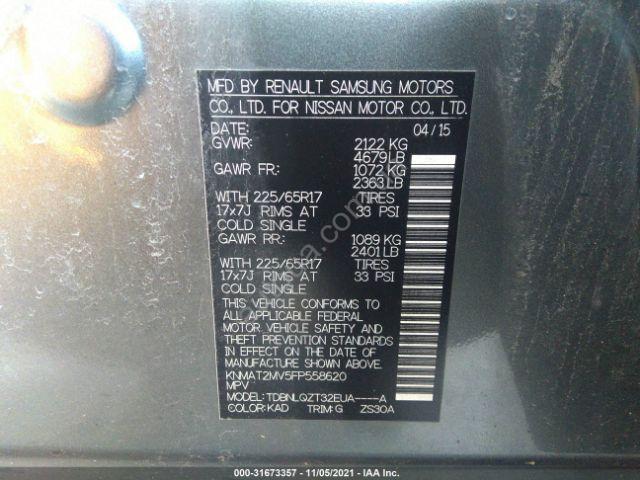 MFD BY RENAULT SAMSUNG MOTORS
CO., LTD. FOR NISSAN MOTOR CO., LTD.
DATE: 04/15
GVWR: 2122 KG
4679 LB
GAWR FR: 1072 KG
2363 LB
WITH 225/65R17 TIRES
17x7J RIMS AT 33 PSI
COLD SINGLE
GAWR RR: 1089 KG
2401 LB
WITH 225/65R17 TIRES
17x7J RIMS AT 33 PSI
COLD SINGLE
THIS VEHICLE CONFORMS TO
ALL APPLICABLE FEDERAL
MOTOR VEHICLE SAFETY AND
THEFT PREVENTION STANDARDS
IN EFFECT ON THE DATE OF
MANUFACTURE SHOWN ABOVE.
KNMAT2MV5FP558620
MPV
MODEL: TDBNLQZT32EUA----A
COLOR: KAD TRIM: G ZS30A
000-31673357 - 11/05/2021 - IAA Inc.